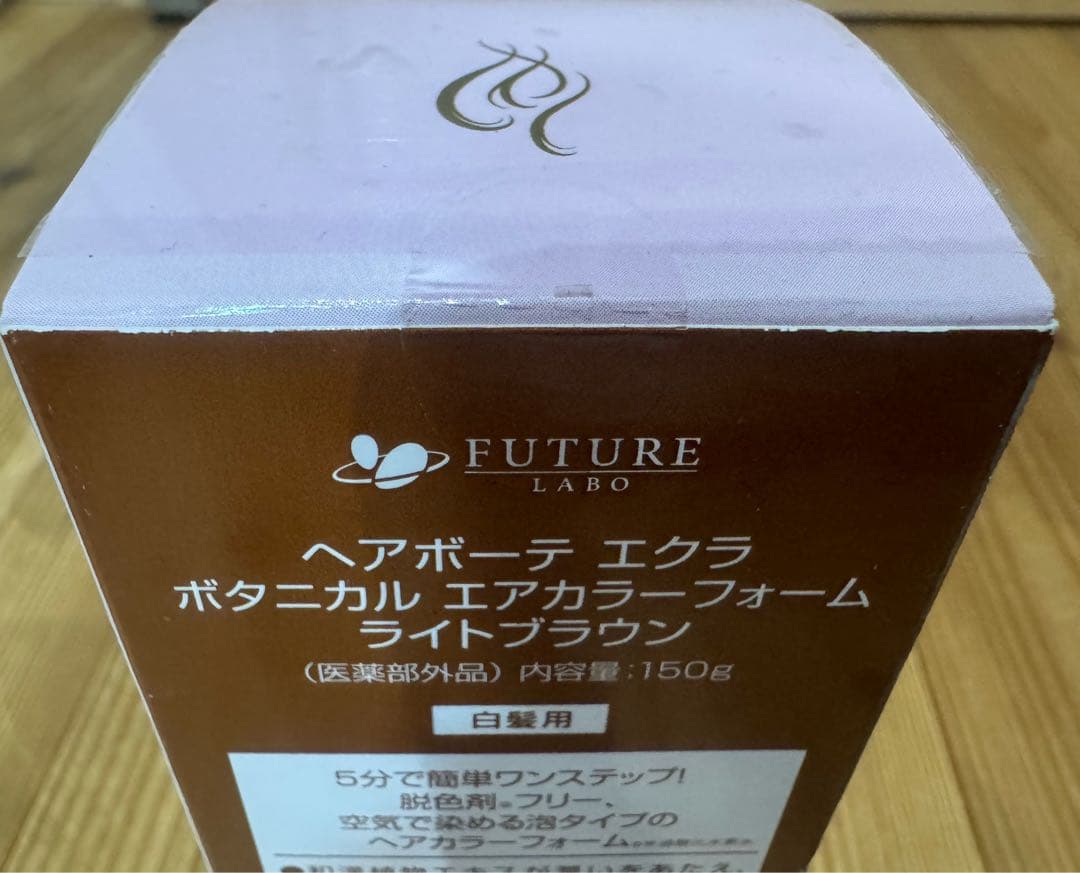 FUTURE
LABO
ヘアボーテ エクラ
ボタニカル エアカラーフォーム
ライトブラウン
(医薬部外品) 内容量:150g
白髪用
5分で簡単ワンステップ!
脱色剤※フリー、
空気で染める泡タイプの
ヘアカラーフォーム